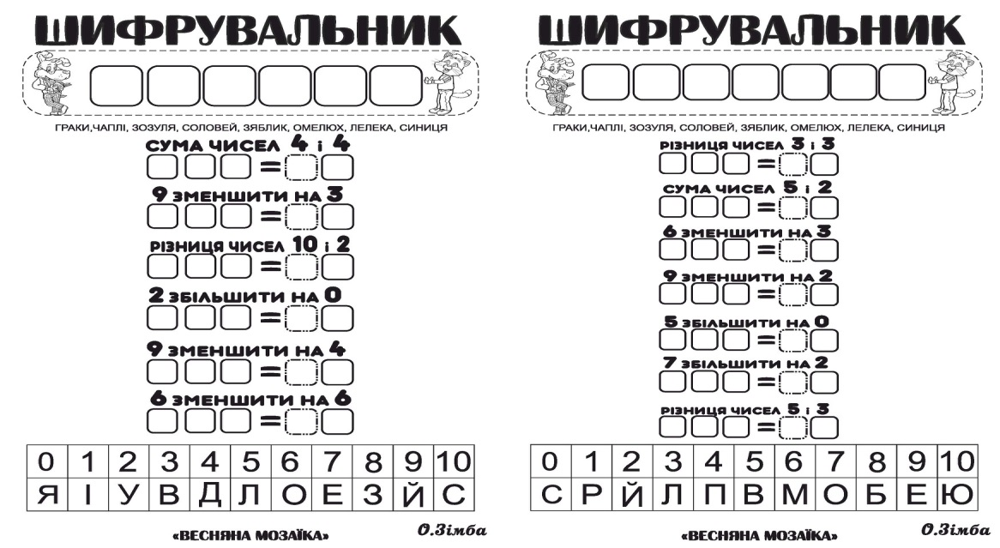 ШИФРУВАЛЬНИК
ГРАКИ,ЧАПЛІ, ЗОЗУЛЯ, СОЛОВЕЙ, ЗЯБЛИК, ОМЕЛЮХ, ЛЕЛЕКА, СИНИЦЯ
СУМА ЧИСЕЛ 4 і 4
=
9 ЗМЕНШИТИ НА 3
=
РІЗНИЦЯ ЧИСЕЛ 10 і 2
=
2 ЗБІЛЬШИТИ НА 0
=
9 ЗМЕНШИТИ НА 4
=
6 ЗМЕНШИТИ НА 6
=
0 1 2 3 4 5 6 7 8 9 10
Я І У В Д Л О Е З Й С
«ВЕСНЯНА МОЗАЇКА»
О.Зімба
ШИФРУВАЛЬНИК
ГРАКИ,ЧАПЛІ, ЗОЗУЛЯ, СОЛОВЕЙ, ЗЯБЛИК, ОМЕЛЮХ, ЛЕЛЕКА, СИНИЦЯ
РІЗНИЦЯ ЧИСЕЛ 3 і 3
=
СУМА ЧИСЕЛ 5 і 2
=
6 ЗМЕНШИТИ НА 3
=
9 ЗМЕНШИТИ НА 2
=
5 ЗБІЛЬШИТИ НА 0
=
7 ЗБІЛЬШИТИ НА 2
=
РІЗНИЦЯ ЧИСЕЛ 5 і 3
=
0 1 2 3 4 5 6 7 8 9 10
С Р Й Л П В М О Б Е Ю
«ВЕСНЯНА МОЗАЇКА»
О.Зімба